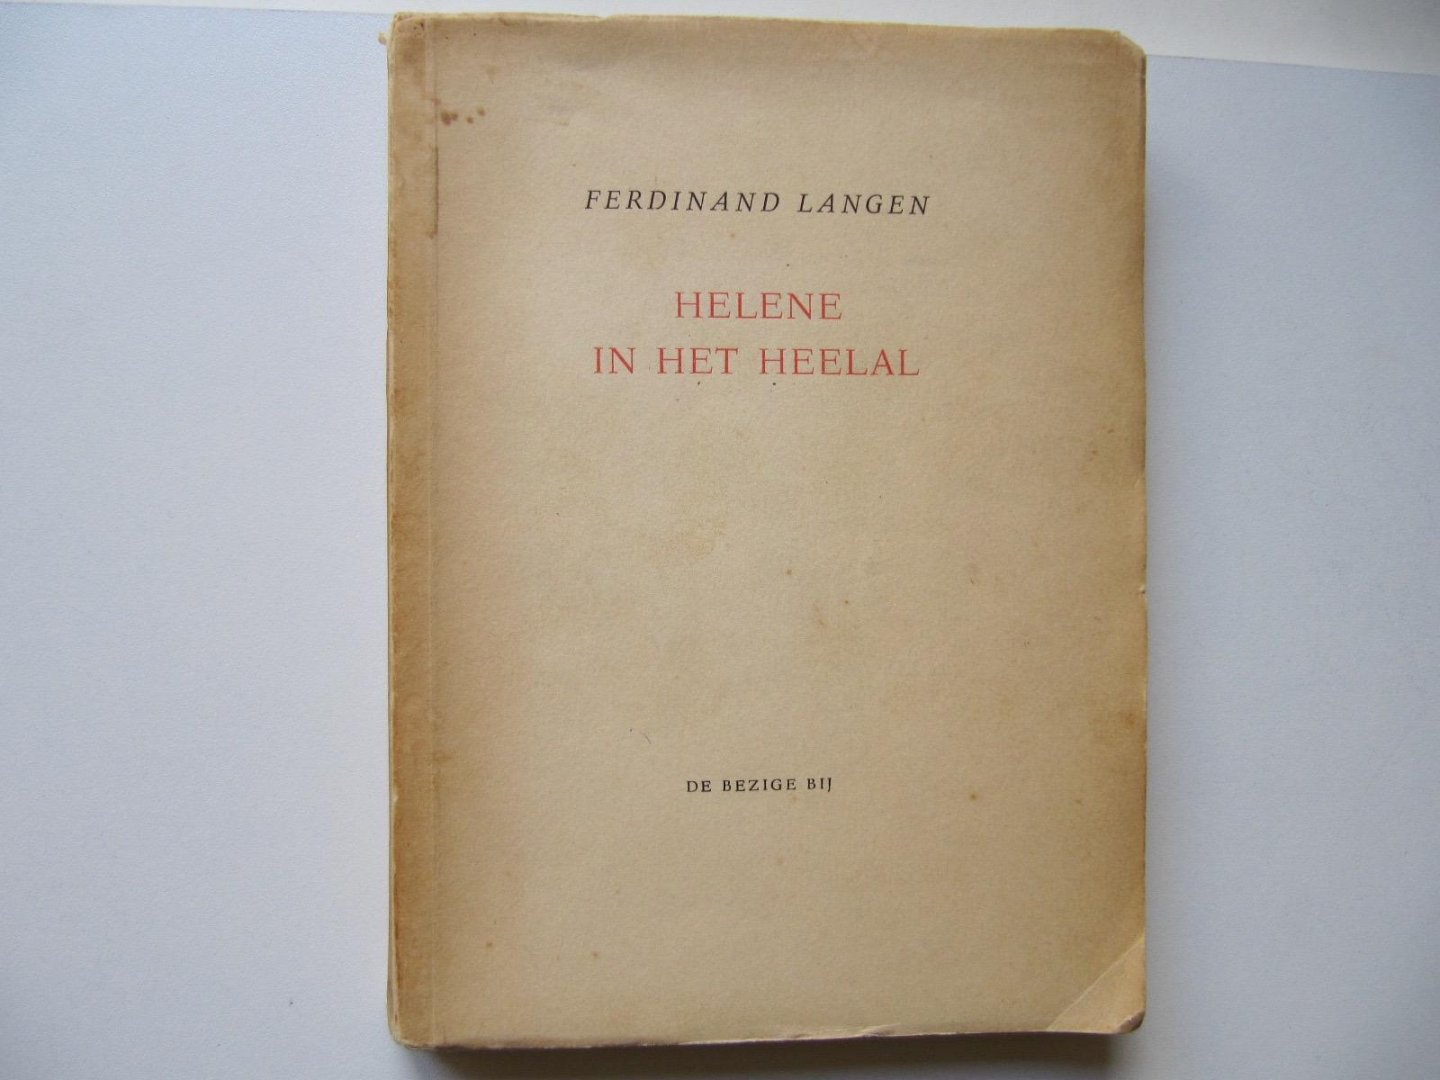 FERDINAND LANGEN
HELENE
IN HET HEELAL
DE BEZIGE BIJ